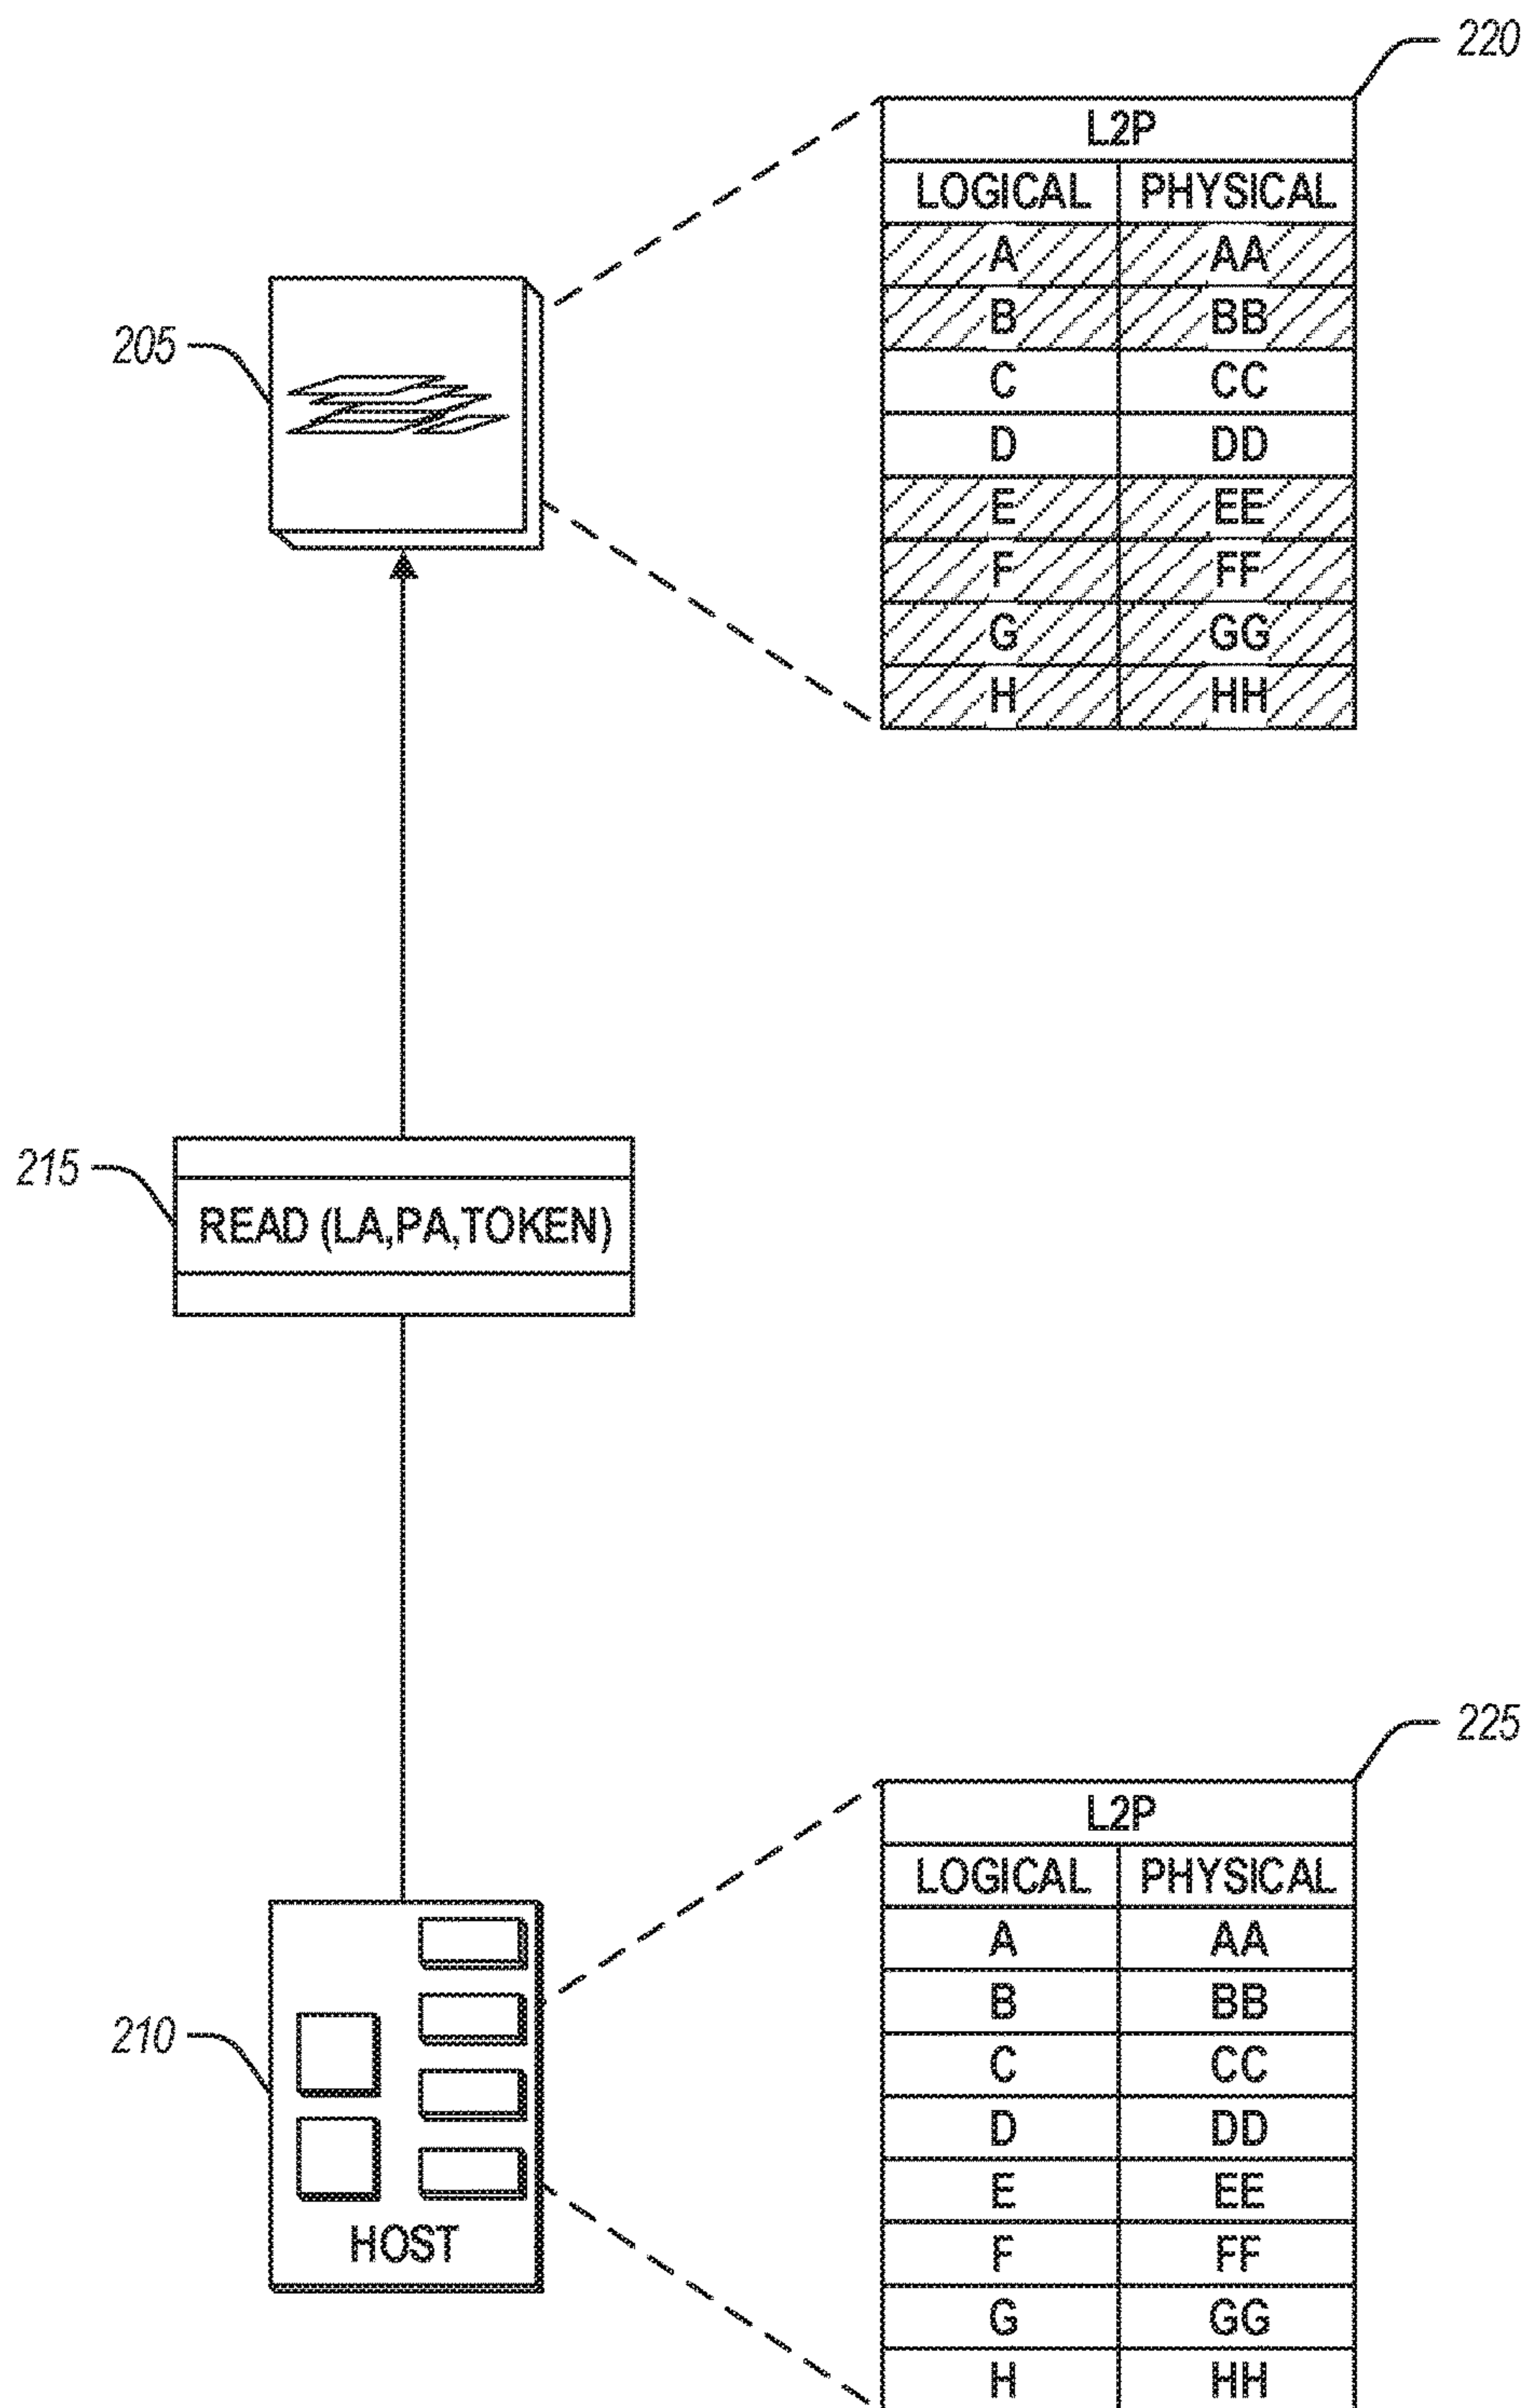 220
L2P
LOGICAL PHYSICAL
A AA
B BB
C CC
D DD
E EE
F FF
G GG
H HH
205
215
READ (LA,PA,TOKEN)
225
L2P
LOGICAL PHYSICAL
A AA
B BB
C CC
D DD
E EE
F FF
G GG
H HH
210
HOST